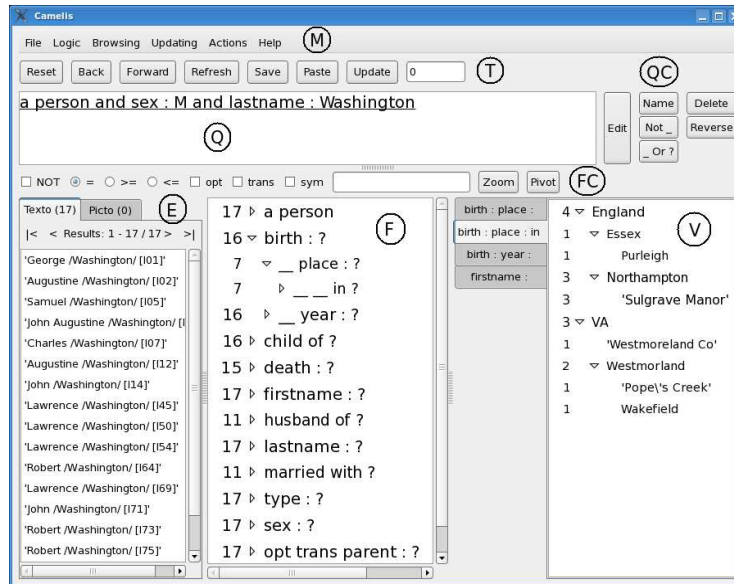 Camelis
File Logic Browsing Updating Actions Help M
Reset Back Forward Refresh Save Paste Update 0 T
QC
a person and sex : M and lastname : Washington
Q
Edit
Name Delete
Not _ Reverse
_ Or ?
NOT = >= <= opt trans sym Zoom Pivot FC
Texto (17) Picto (0) E
|< < Results: 1 - 17 / 17 > >|
'George /Washington/ [I01]'
'Augustine /Washington/ [I02]'
'Samuel /Washington/ [I05]'
'John Augustine /Washington/ [I
'Charles /Washington/ [I07]'
'Augustine /Washington/ [I12]'
'John /Washington/ [I14]'
'Lawrence /Washington/ [I45]'
'Lawrence /Washington/ [I50]'
'Lawrence /Washington/ [I54]'
'Robert /Washington/ [I64]'
'Lawrence /Washington/ [I69]'
'John /Washington/ [I71]'
'Robert /Washington/ [I73]'
'Robert /Washington/ [I75]'
F
17 a person
16 birth : ?
7 __ place : ?
7 __ __ in ?
16 __ year : ?
16 child of ?
15 death : ?
17 firstname : ?
11 husband of ?
17 lastname : ?
11 married with ?
17 type : ?
17 sex : ?
17 opt trans parent : ?
birth : place :
birth : place : in
birth : year :
firstname :
V
4 England
1 Essex
1 Purleigh
3 Northampton
3 'Sulgrave Manor'
3 VA
1 'Westmoreland Co'
2 Westmorland
1 'Pope\'s Creek'
1 Wakefield